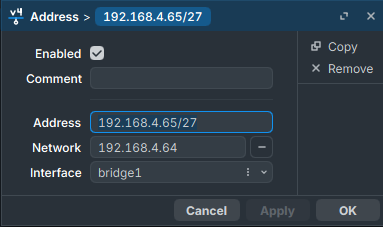 v4 Address > 192.168.4.65/27
Copy
Remove
Enabled
Comment
Address 192.168.4.65/27
Network 192.168.4.64
Interface bridge1
Cancel Apply OK